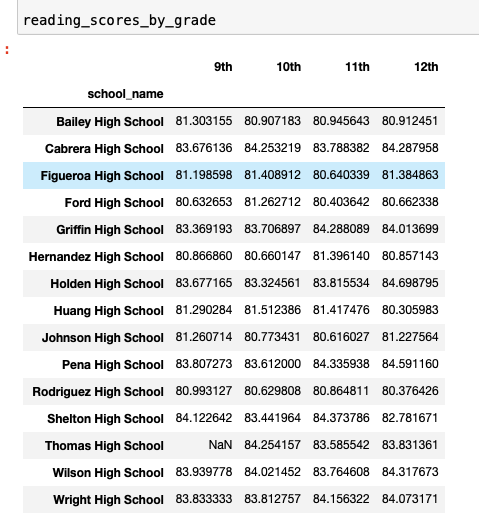 reading_scores_by_grade
:
9th 10th 11th 12th
school_name
Bailey High School 81.303155 80.907183 80.945643 80.912451
Cabrera High School 83.676136 84.253219 83.788382 84.287958
Figueroa High School 81.198598 81.408912 80.640339 81.384863
Ford High School 80.632653 81.262712 80.403642 80.662338
Griffin High School 83.369193 83.706897 84.288089 84.013699
Hernandez High School 80.866860 80.660147 81.396140 80.857143
Holden High School 83.677165 83.324561 83.815534 84.698795
Huang High School 81.290284 81.512386 81.417476 80.305983
Johnson High School 81.260714 80.773431 80.616027 81.227564
Pena High School 83.807273 83.612000 84.335938 84.591160
Rodriguez High School 80.993127 80.629808 80.864811 80.376426
Shelton High School 84.122642 83.441964 84.373786 82.781671
Thomas High School NaN 84.254157 83.585542 83.831361
Wilson High School 83.939778 84.021452 83.764608 84.317673
Wright High School 83.833333 83.812757 84.156322 84.073171